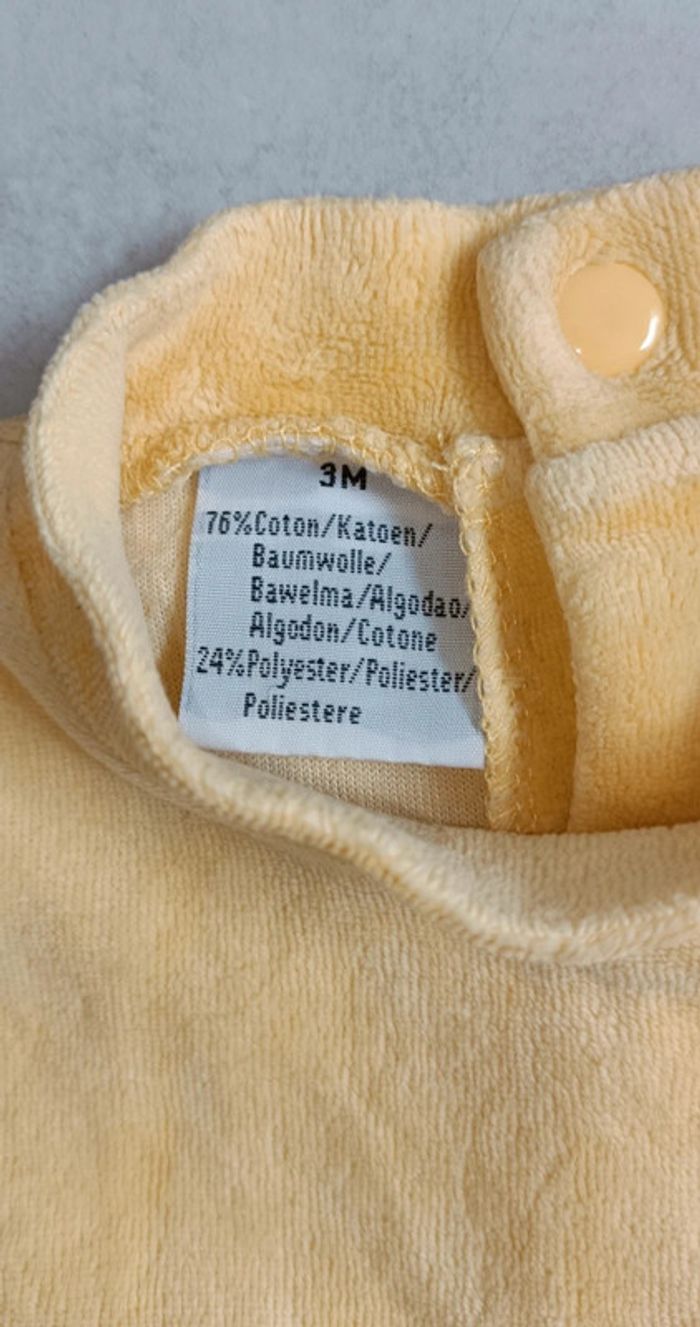 3M
76%Coton/Katoen/
Baumwolle/
Bawelma/Algodao/
Algodon/Cotone
24%Polyester/Poliester/
Poliestere